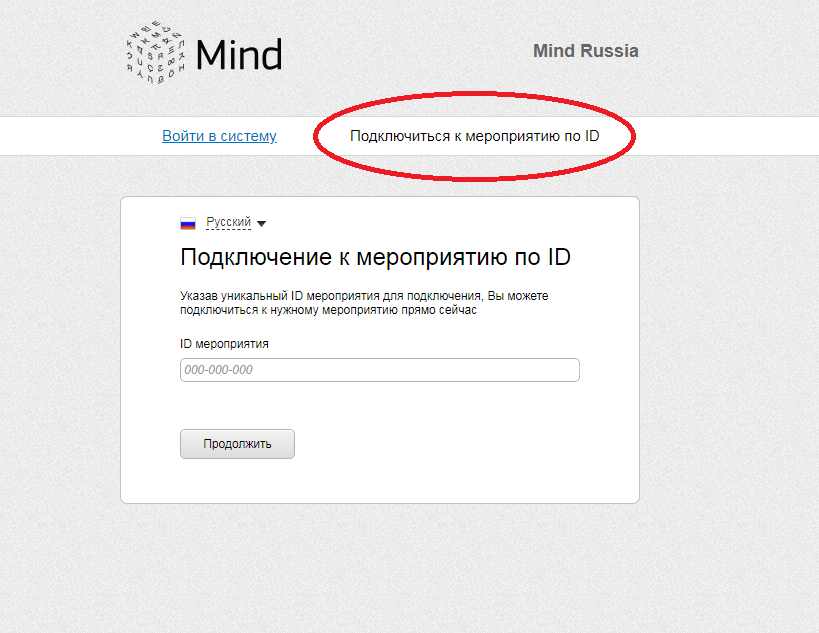 Mind
Mind Russia
Войти в систему
Подключиться к мероприятию по ID
Русский
Подключение к мероприятию по ID
Указав уникальный ID мероприятия для подключения, Вы можете
подключиться к нужному мероприятию прямо сейчас
ID мероприятия
000-000-000
Продолжить